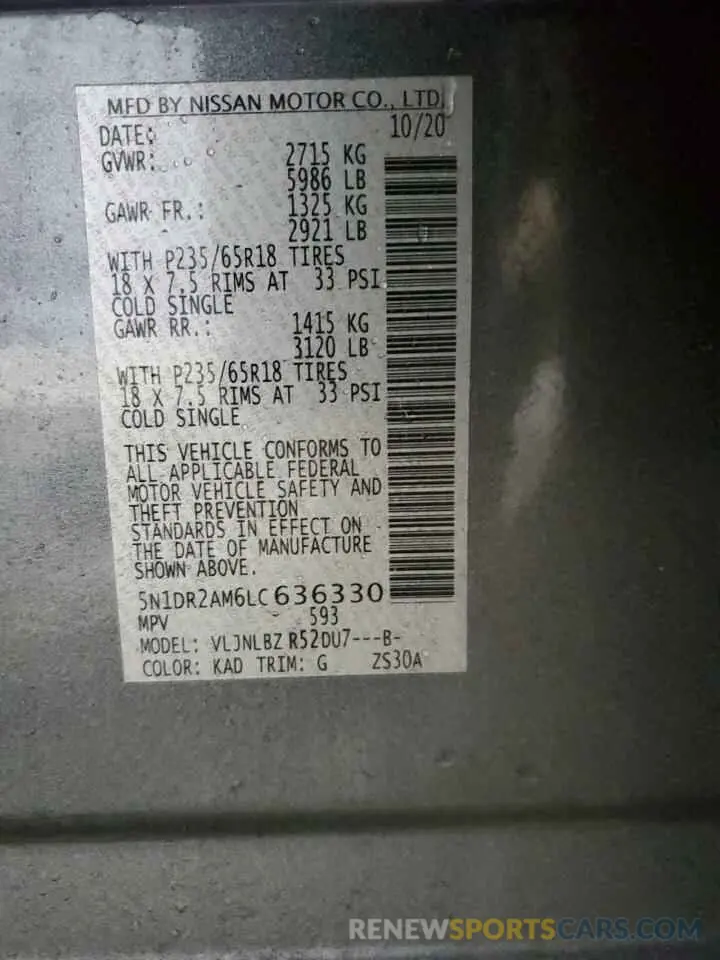 MFD BY NISSAN MOTOR CO., LTD.
DATE: 10/20
GVWR: 2715 KG
5986 LB
GAWR FR.: 1325 KG
2921 LB
WITH P235/65R18 TIRES
18 X 7.5 RIMS AT 33 PSI
COLD SINGLE
GAWR RR.: 1415 KG
3120 LB
WITH P235/65R18 TIRES
18 X 7.5 RIMS AT 33 PSI
COLD SINGLE
THIS VEHICLE CONFORMS TO
ALL APPLICABLE FEDERAL
MOTOR VEHICLE SAFETY AND
THEFT PREVENTION
STANDARDS IN EFFECT ON
THE DATE OF MANUFACTURE
SHOWN ABOVE.
5N1DR2AM6LC636330
MPV 593
MODEL: VLJNLBZ R52DU7---B-
COLOR: KAD TRIM: G ZS30A
RENEWSPORTSCARS.COM